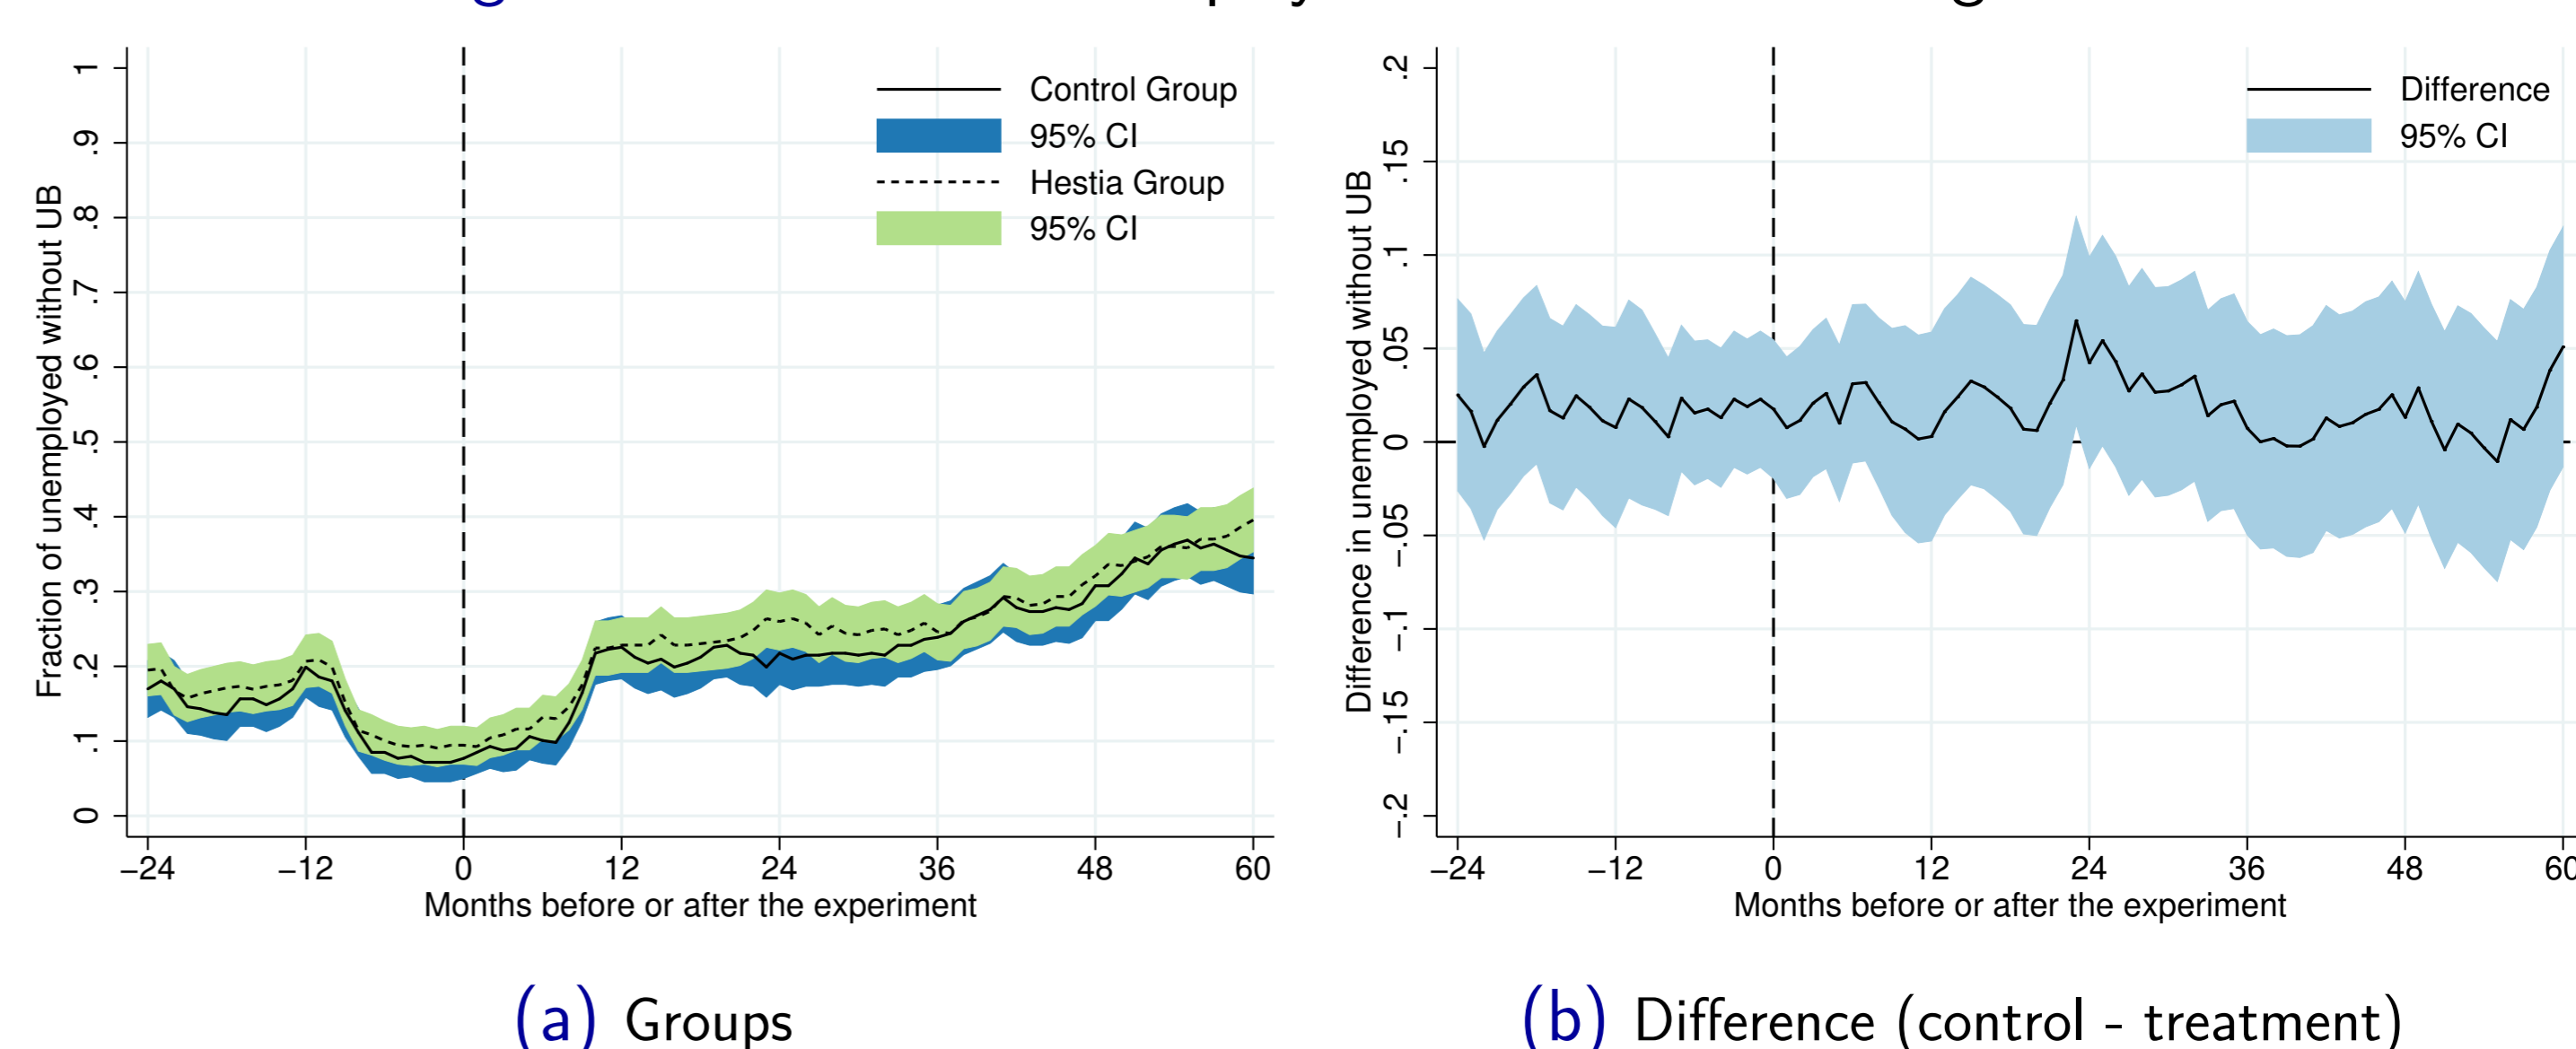 Fraction of unemployed without UB
1
.9
.8
.7
.6
.5
.4
.3
.2
.1
0
Control Group
95% CI
Hestia Group
95% CI
−24 −12 0 12 24 36 48 60
Months before or after the experiment
(a) Groups
Difference in unemployed without UB
.2
.15
.1
.05
0
−.05
−.1
−.15
−.2
Difference
95% CI
−24 −12 0 12 24 36 48 60
Months before or after the experiment
(b) Difference (control - treatment)